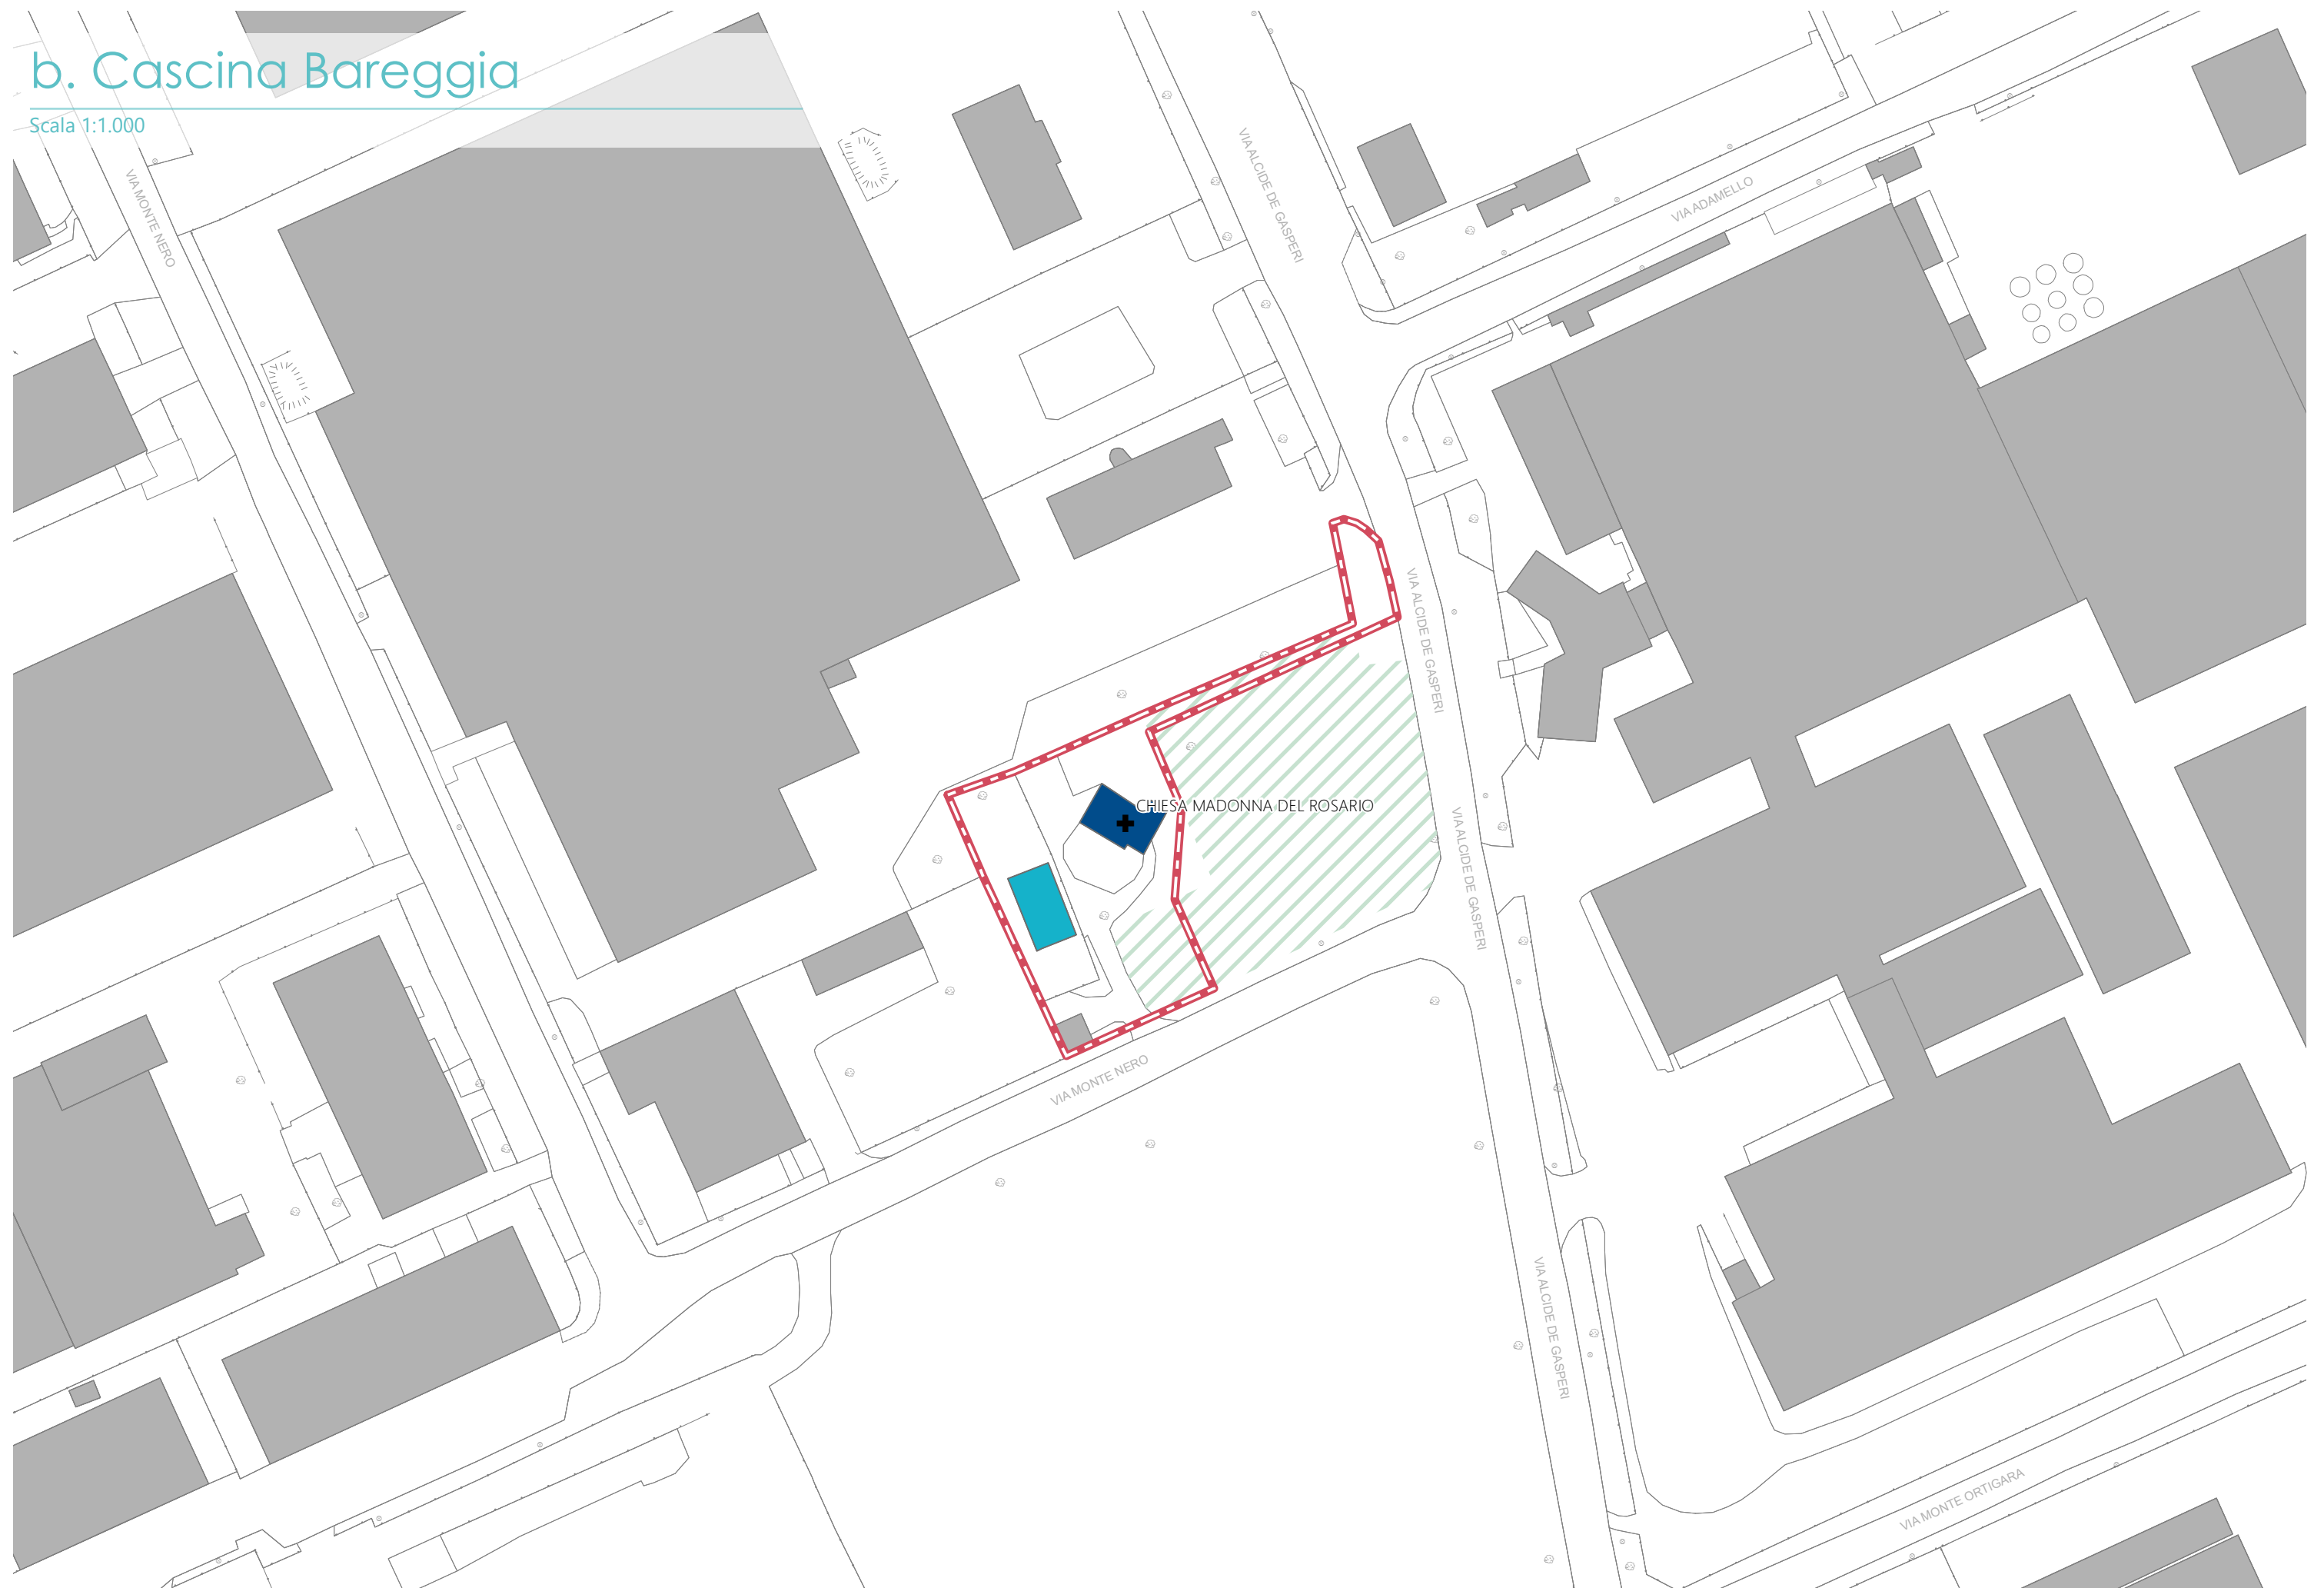 b. Cascina Bareggia
Scala 1:1.000
VIA MONTE NERO
VIA ALCIDE DE GASPERI
VIA ADAMELLO
VIA ALCIDE DE GASPERI
CHIESA MADONNA DEL ROSARIO
VIA ALCIDE DE GASPERI
VIA MONTE NERO
VIA ALCIDE DE GASPERI
VIA MONTE ORTIGARA